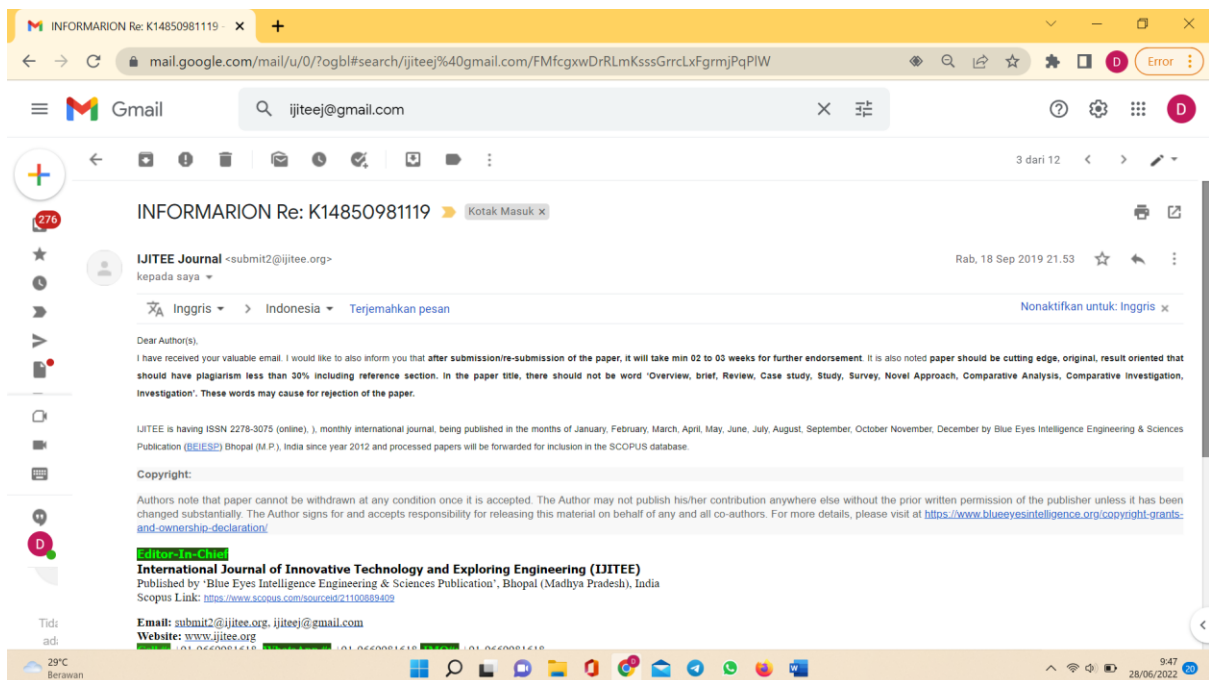 INFORMARION Re: K14850981119 -
mail.google.com/mail/u/0/?ogbl#search/ijiteej%40gmail.com/FMfcgxwDrRLmKsssGrrcLxFgrmjPqPlW
D
Error
Gmail
ijiteej@gmail.com
D
3 dari 12
276
INFORMARION Re: K14850981119
Kotak Masuk x
IJITEE Journal <submit2@ijitee.org>
Rab, 18 Sep 2019 21.53
kepada saya
Inggris > Indonesia Terjemahkan pesan
Nonaktifkan untuk: Inggris x
Dear Author(s),
I have received your valuable email. I would like to also inform you that after submission/re-submission of the paper, it will take min 02 to 03 weeks for further endorsement. It is also noted paper should be cutting edge, original, result oriented that
should have plagiarism less than 30% including reference section. In the paper title, there should not be word 'Overview, brief, Review, Case study, Study, Survey, Novel Approach, Comparative Analysis, Comparative Investigation,
Investigation'. These words may cause for rejection of the paper.
IJITEE is having ISSN 2278-3075 (online), ), monthly international journal, being published in the months of January, February, March, April, May, June, July, August, September, October November, December by Blue Eyes Intelligence Engineering & Sciences
Publication (BEIESP) Bhopal (M.P.), India since year 2012 and processed papers will be forwarded for inclusion in the SCOPUS database.
Copyright:
Authors note that paper cannot be withdrawn at any condition once it is accepted. The Author may not publish his/her contribution anywhere else without the prior written permission of the publisher unless it has been
changed substantially. The Author signs for and accepts responsibility for releasing this material on behalf of any and all co-authors. For more details, please visit at https://www.blueeyesintelligence.org/copyright-grants-
and-ownership-declaration/
D
Editor-In-Chief
International Journal of Innovative Technology and Exploring Engineering (IJITEE)
Published by 'Blue Eyes Intelligence Engineering & Sciences Publication', Bhopal (Madhya Pradesh), India
Scopus Link: https://www.scopus.com/sourceid/21100889409
Email: submit2@ijitee.org, ijiteej@gmail.com
Website: www.ijitee.org
29°C
Berawan
9:47
28/06/2022
20